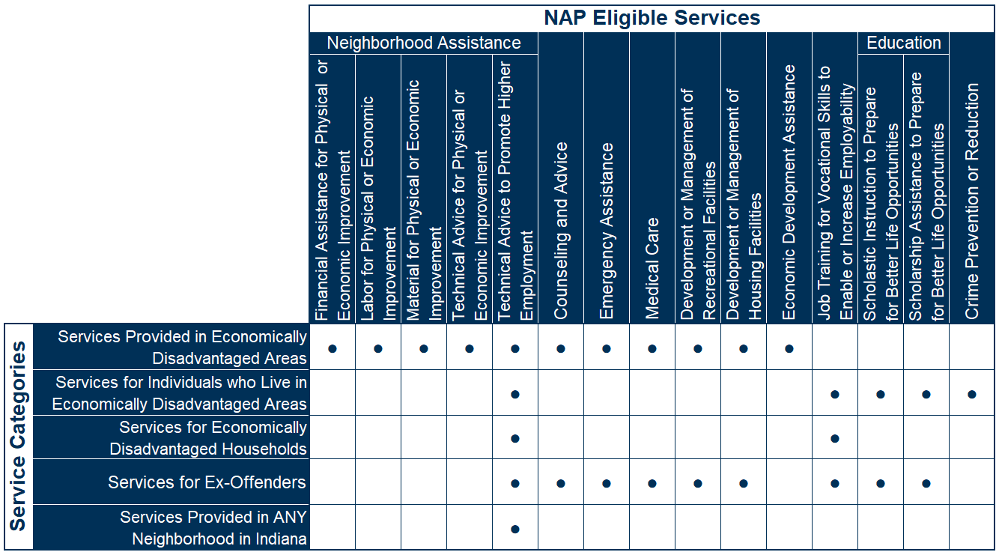 NAP Eligible Services
Neighborhood Assistance
Education
Financial Assistance for Physical or
Economic Improvement
Labor for Physical or Economic
Improvement
Material for Physical or Economic
Improvement
Technical Advice for Physical or
Economic Improvement
Technical Advice to Promote Higher
Employment
Counseling and Advice
Emergency Assistance
Medical Care
Development or Management of
Recreational Facilities
Development or Management of
Housing Facilities
Economic Development Assistance
Job Training for Vocational Skills to
Enable or Increase Employability
Scholastic Instruction to Prepare
for Better Life Opportunities
Scholarship Assistance to Prepare
for Better Life Opportunities
Crime Prevention or Reduction
Service Categories
Services Provided in Economically
Disadvantaged Areas
Services for Individuals who Live in
Economically Disadvantaged Areas
Services for Economically
Disadvantaged Households
Services for Ex-Offenders
Services Provided in ANY
Neighborhood in Indiana